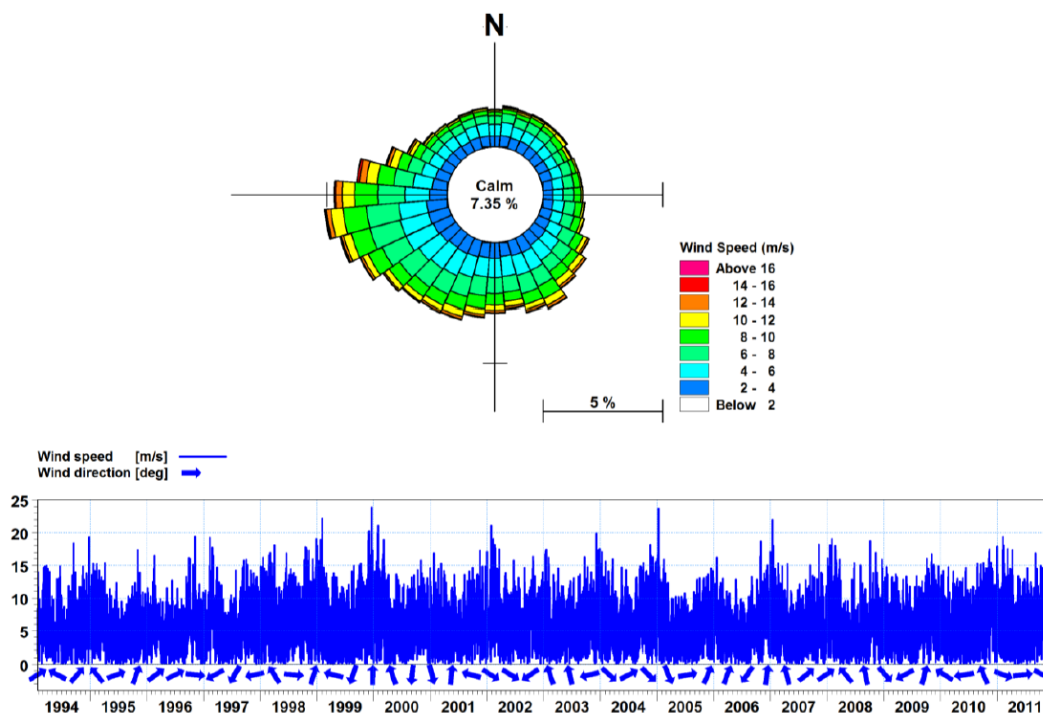 N
Calm
7.35 %
Wind Speed (m/s)
Above 16
14 - 16
12 - 14
10 - 12
8 - 10
6 - 8
4 - 6
2 - 4
Below 2
5 %
Wind speed [m/s]
Wind direction [deg]
25
20
15
10
5
0
1994 1995 1996 1997 1998 1999 2000 2001 2002 2003 2004 2005 2006 2007 2008 2009 2010 2011